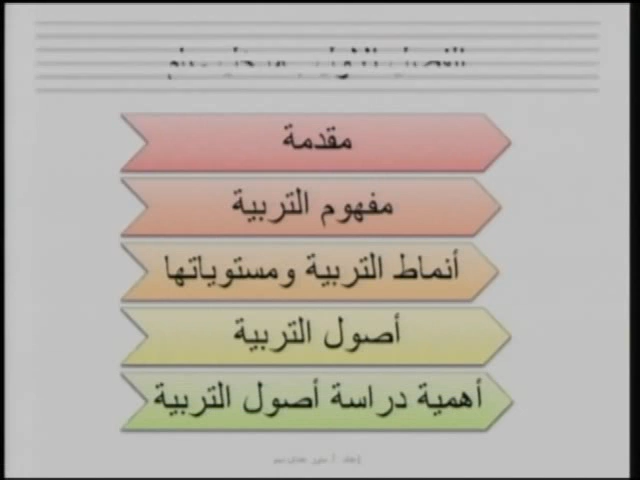 مقدمة
مفهوم التربية
أنماط التربية ومستوياتها
أصول التربية
أهمية دراسة أصول التربية